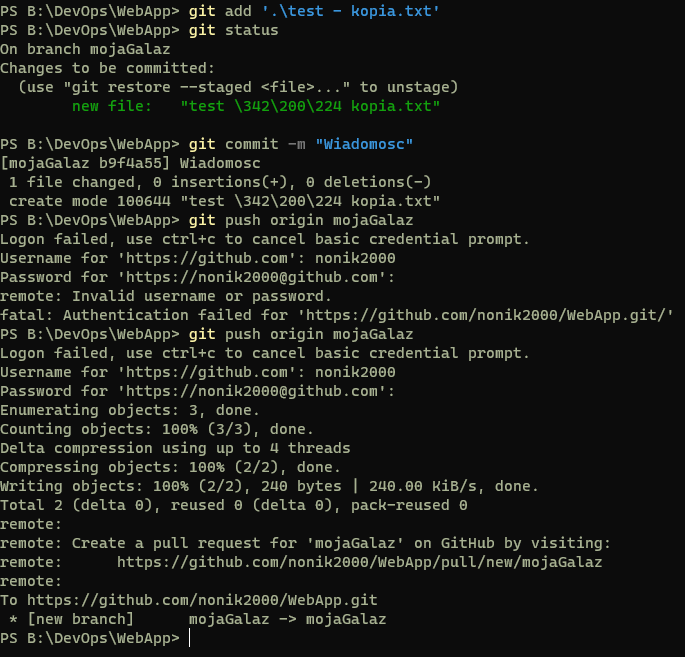 PS B:\DevOps\WebApp> git add '.\test – kopia.txt'
PS B:\DevOps\WebApp> git status
On branch mojaGalaz
Changes to be committed:
  (use "git restore --staged <file>..." to unstage)
        new file:   "test \342\200\224 kopia.txt"

PS B:\DevOps\WebApp> git commit -m "Wiadomosc"
[mojaGalaz b9f4a55] Wiadomosc
 1 file changed, 0 insertions(+), 0 deletions(-)
 create mode 100644 "test \342\200\224 kopia.txt"
PS B:\DevOps\WebApp> git push origin mojaGalaz
Logon failed, use ctrl+c to cancel basic credential prompt.
Username for 'https://github.com': nonik2000
Password for 'https://nonik2000@github.com':
remote: Invalid username or password.
fatal: Authentication failed for 'https://github.com/nonik2000/WebApp.git/'
PS B:\DevOps\WebApp> git push origin mojaGalaz
Logon failed, use ctrl+c to cancel basic credential prompt.
Username for 'https://github.com': nonik2000
Password for 'https://nonik2000@github.com':
Enumerating objects: 3, done.
Counting objects: 100% (3/3), done.
Delta compression using up to 4 threads
Compressing objects: 100% (2/2), done.
Writing objects: 100% (2/2), 240 bytes | 240.00 KiB/s, done.
Total 2 (delta 0), reused 0 (delta 0), pack-reused 0
remote:
remote: Create a pull request for 'mojaGalaz' on GitHub by visiting:
remote:      https://github.com/nonik2000/WebApp/pull/new/mojaGalaz
remote:
To https://github.com/nonik2000/WebApp.git
 * [new branch]      mojaGalaz -> mojaGalaz
PS B:\DevOps\WebApp>